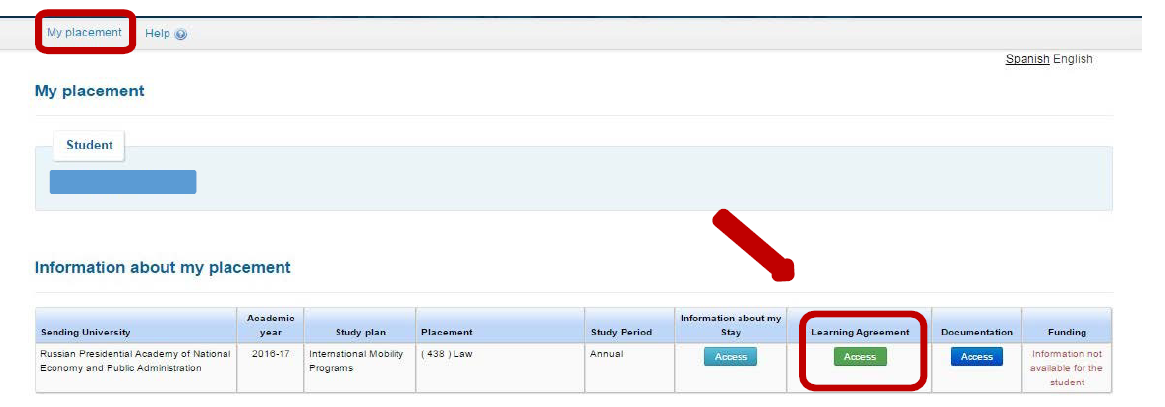 My placement Help
Spanish English
My placement
Student
Information about my placement
Sending University Academic year Study plan Placement Study Period Information about my Stay Learning Agreement Documentation Funding
Russian Presidential Academy of National Economy and Public Administration 2016-17 International Mobility Programs ( 438 ) Law Annual Access Access Access Information not available for the student